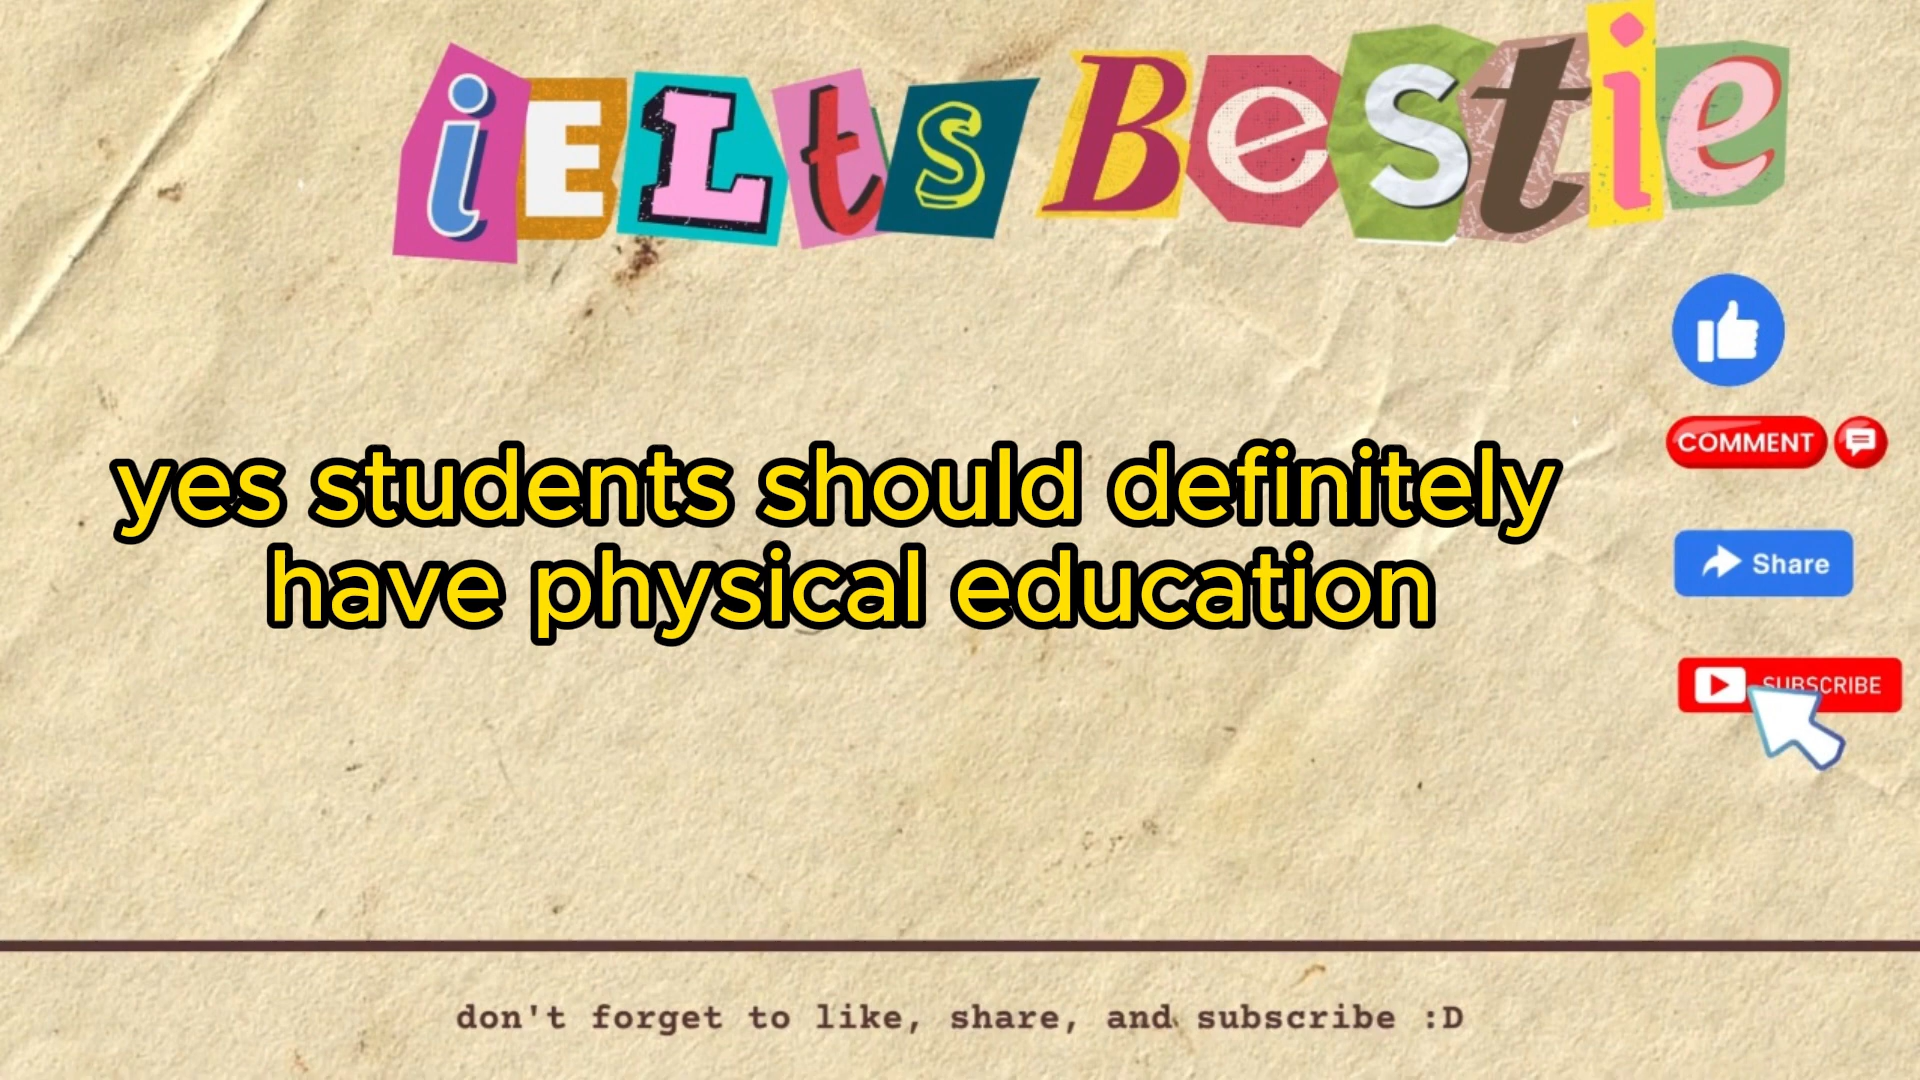 iELts Bestie
COMMENT
yes students should definitely
have physical education
Share
SUBSCRIBE
don't forget to like, share, and subscribe :D